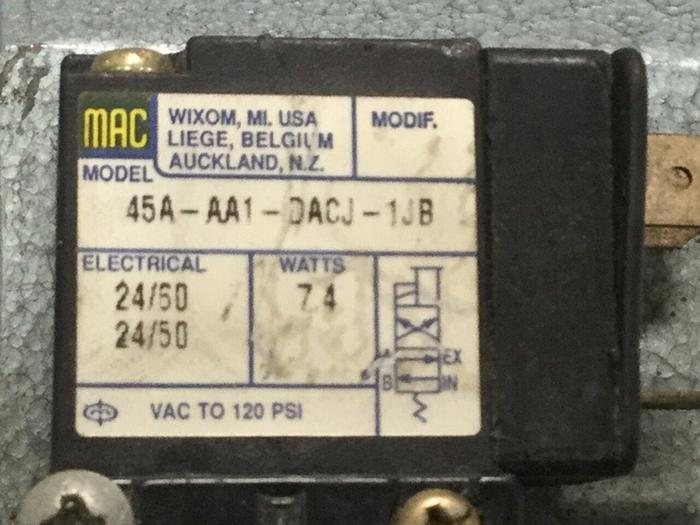 MAC
WIXOM, MI. USA
LIEGE, BELGIUM
AUCKLAND, N.Z.
MODIF.
MODEL
45A-AA1-DACJ-1JB
ELECTRICAL
24/60
24/50
WATTS
7.4
EX
B IN
VAC TO 120 PSI